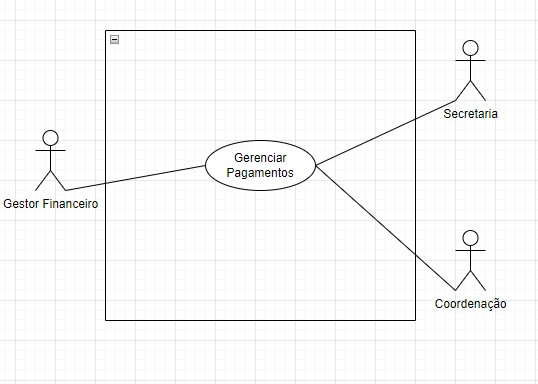 Secretaria
Gerenciar
Pagamentos
Gestor Financeiro
Coordenação